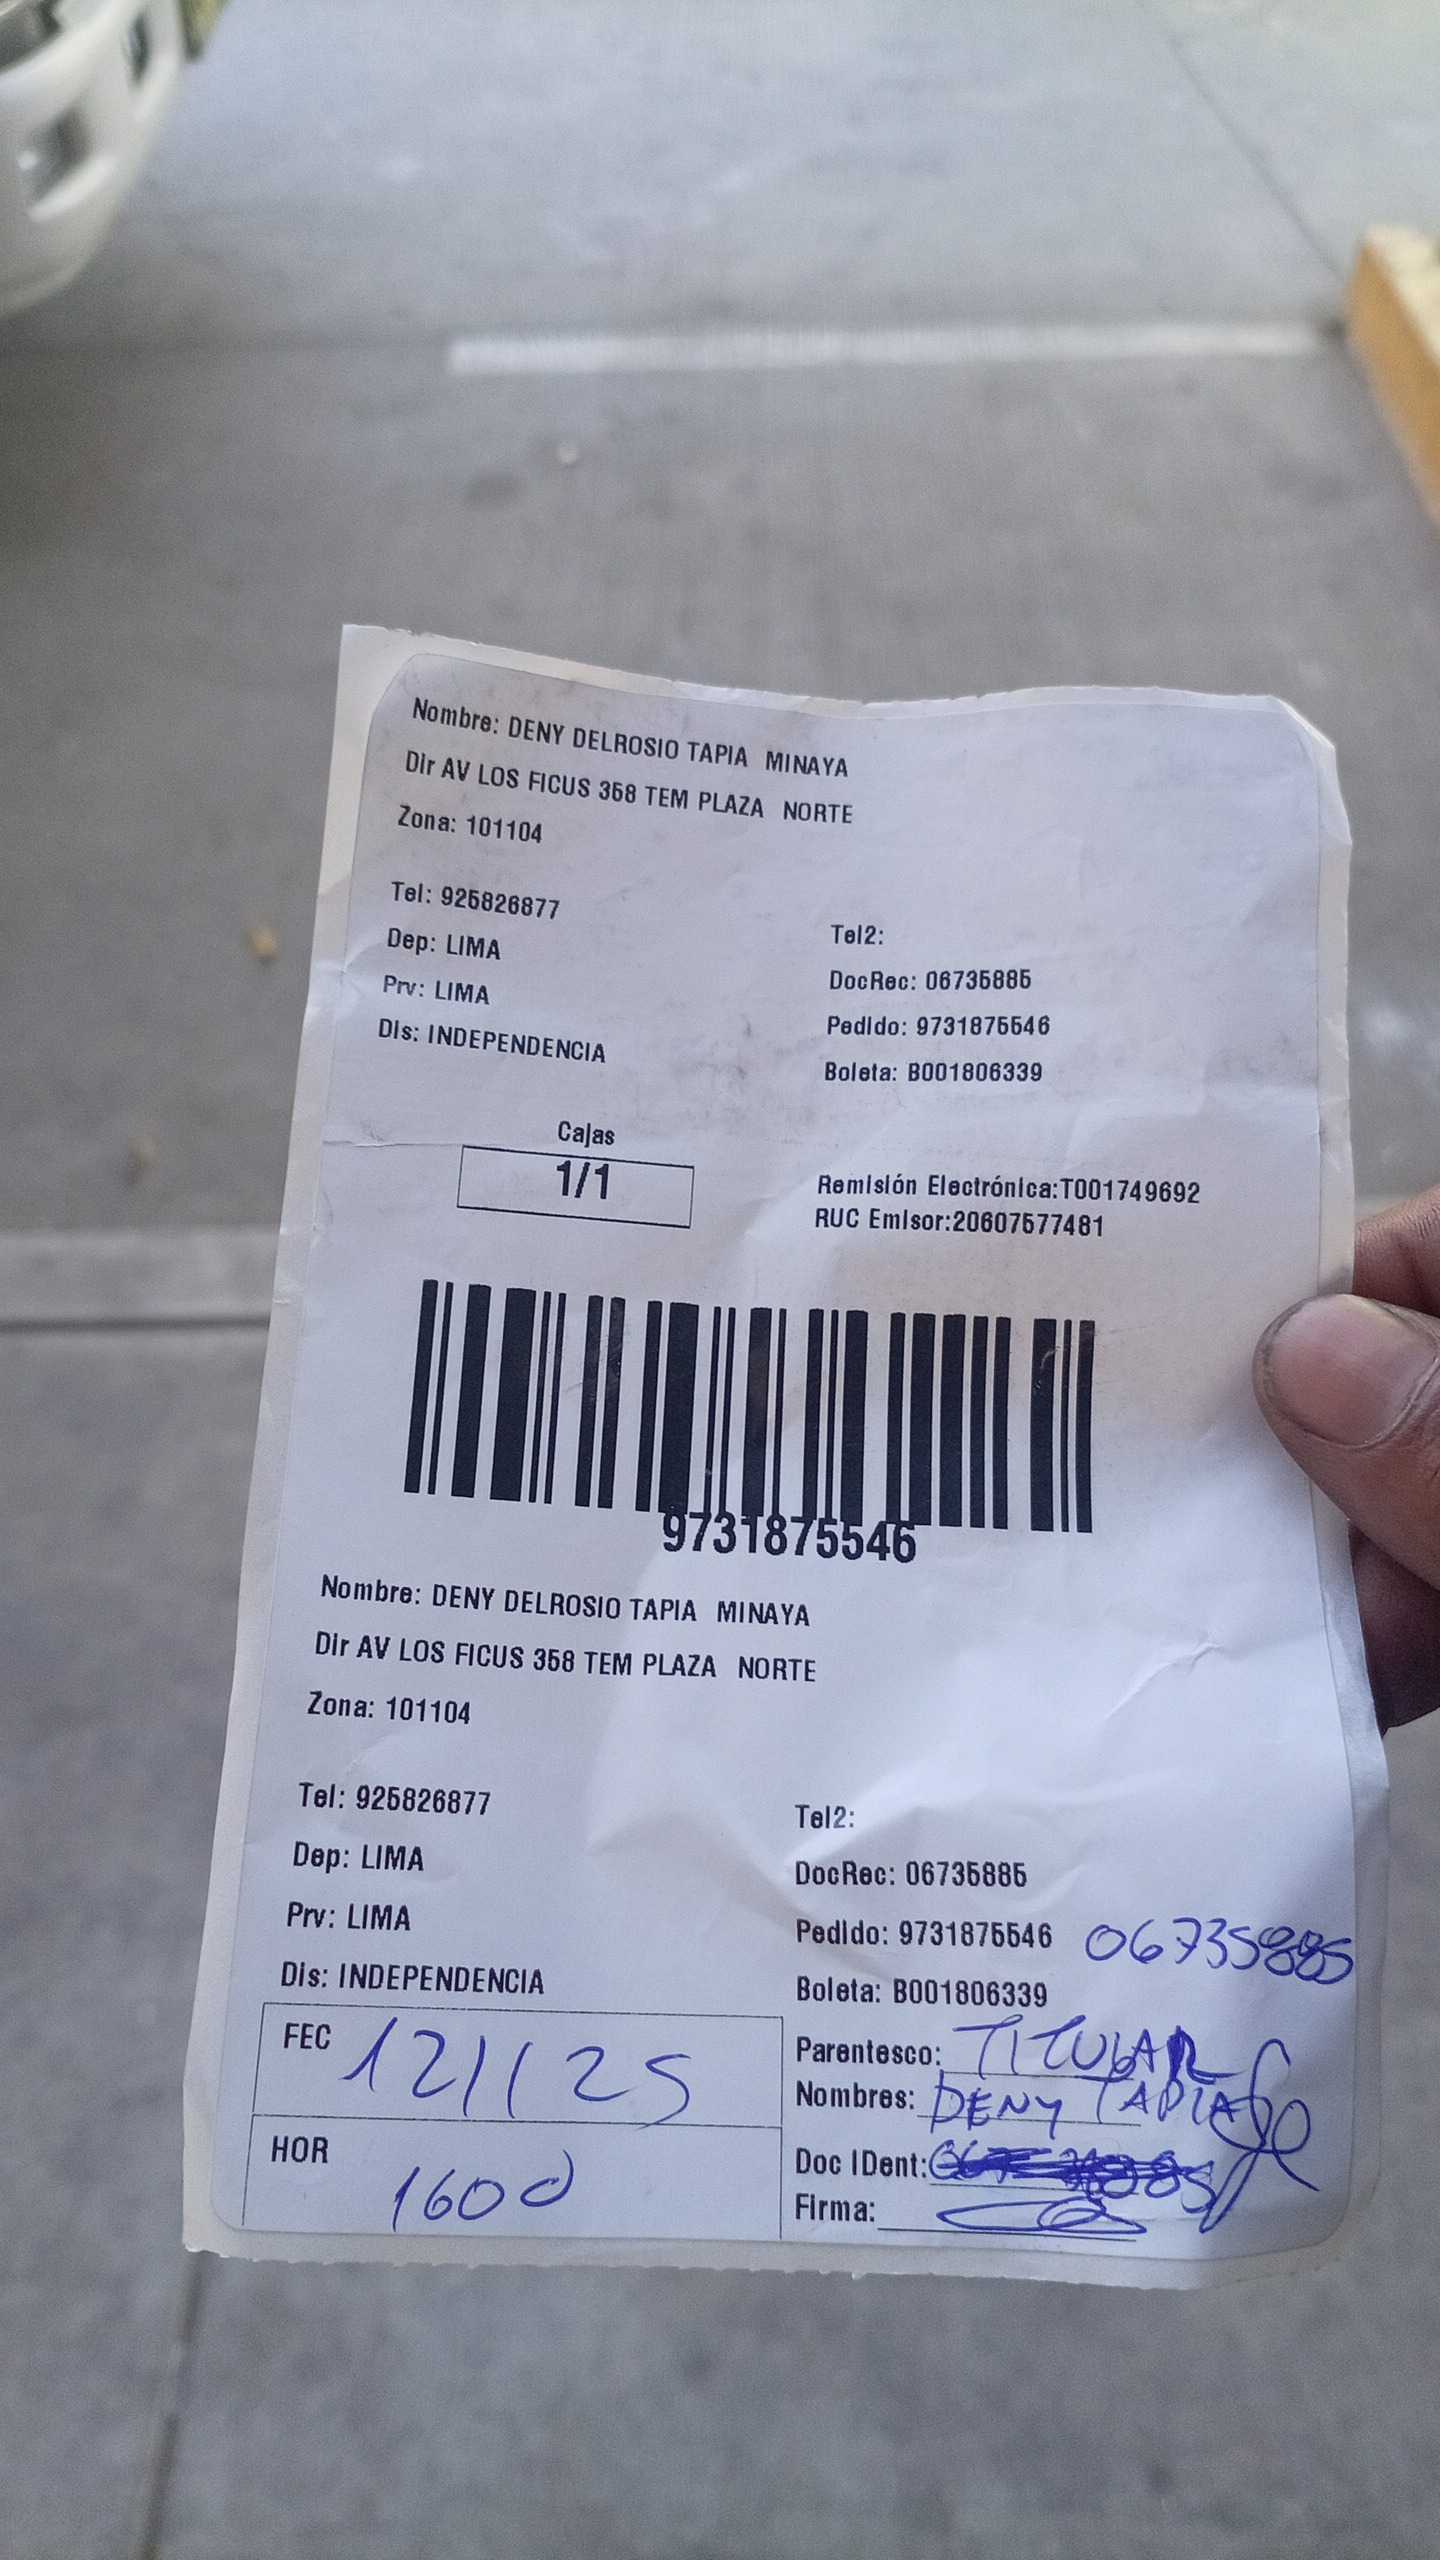 Nombre: DENY DELROSIO TAPIA MINAYA
Dir AV LOS FICUS 358 TEM PLAZA NORTE
Zona: 101104
Tel: 925826877
Tel2:
Dep: LIMA
DocRec: 06735885
Prv: LIMA
Pedido: 9731875546
Dis: INDEPENDENCIA
Boleta: B001806339
Cajas
1/1
Remisión Electrónica:T001749692
RUC Emisor:20607577481
9731875546
Nombre: DENY DELROSIO TAPIA MINAYA
Dir AV LOS FICUS 358 TEM PLAZA NORTE
Zona: 101104
Tel: 925826877
Tel2:
Dep: LIMA
DocRec: 06735885
Prv: LIMA
Pedido: 9731875546 06735885
Dis: INDEPENDENCIA
Boleta: B001806339
FEC 12/1/25
Parentesco: TITULAR
Nombres: DENY TAPIA
HOR 1600
Doc IDent:
Firma: